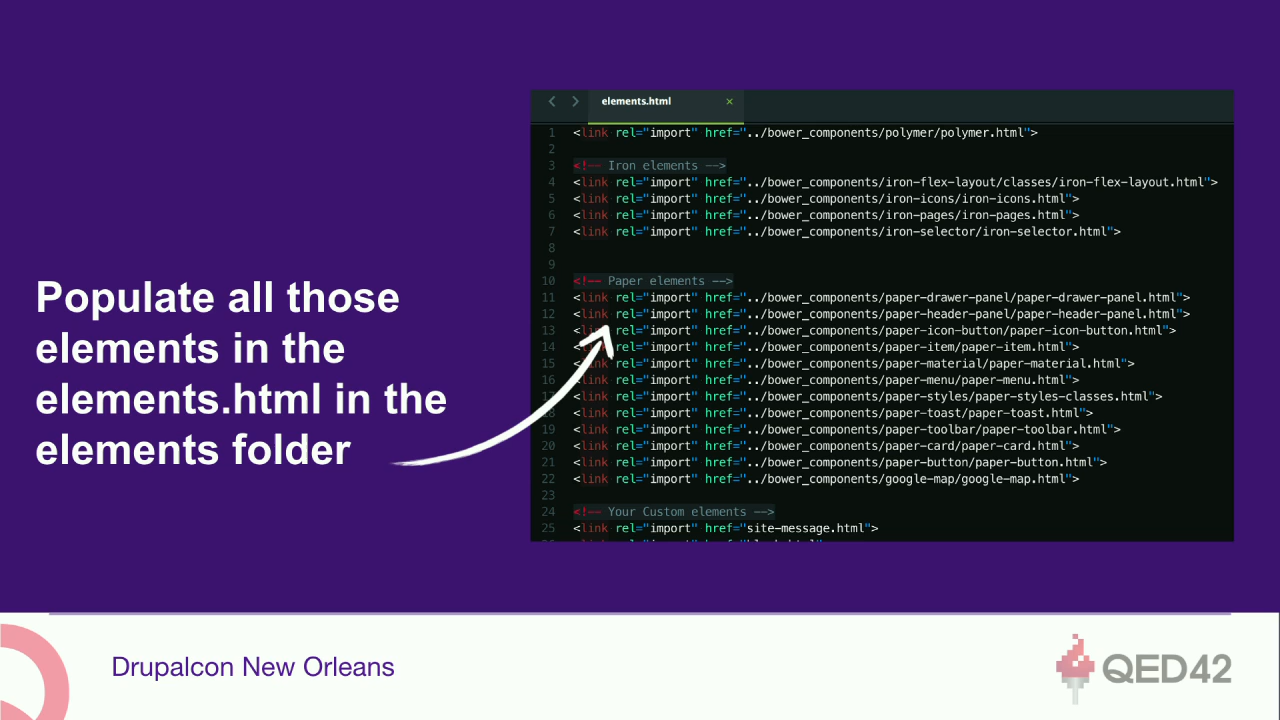 Populate all those
elements in the
elements.html in the
elements folder
elements.html ×
1 <link rel="import" href="../bower_components/polymer/polymer.html">
2
3 <!-- Iron elements -->
4 <link rel="import" href="../bower_components/iron-flex-layout/classes/iron-flex-layout.html">
5 <link rel="import" href="../bower_components/iron-icons/iron-icons.html">
6 <link rel="import" href="../bower_components/iron-pages/iron-pages.html">
7 <link rel="import" href="../bower_components/iron-selector/iron-selector.html">
8
9
10 <!-- Paper elements -->
11 <link rel="import" href="../bower_components/paper-drawer-panel/paper-drawer-panel.html">
12 <link rel="import" href="../bower_components/paper-header-panel/paper-header-panel.html">
13 <link rel="import" href="../bower_components/paper-icon-button/paper-icon-button.html">
14 <link rel="import" href="../bower_components/paper-item/paper-item.html">
15 <link rel="import" href="../bower_components/paper-material/paper-material.html">
16 <link rel="import" href="../bower_components/paper-menu/paper-menu.html">
17 <link rel="import" href="../bower_components/paper-styles/paper-styles-classes.html">
18 <link rel="import" href="../bower_components/paper-toast/paper-toast.html">
19 <link rel="import" href="../bower_components/paper-toolbar/paper-toolbar.html">
20 <link rel="import" href="../bower_components/paper-card/paper-card.html">
21 <link rel="import" href="../bower_components/paper-button/paper-button.html">
22 <link rel="import" href="../bower_components/google-map/google-map.html">
23
24 <!-- Your Custom elements -->
25 <link rel="import" href="site-message.html">
Drupalcon New Orleans
QED42